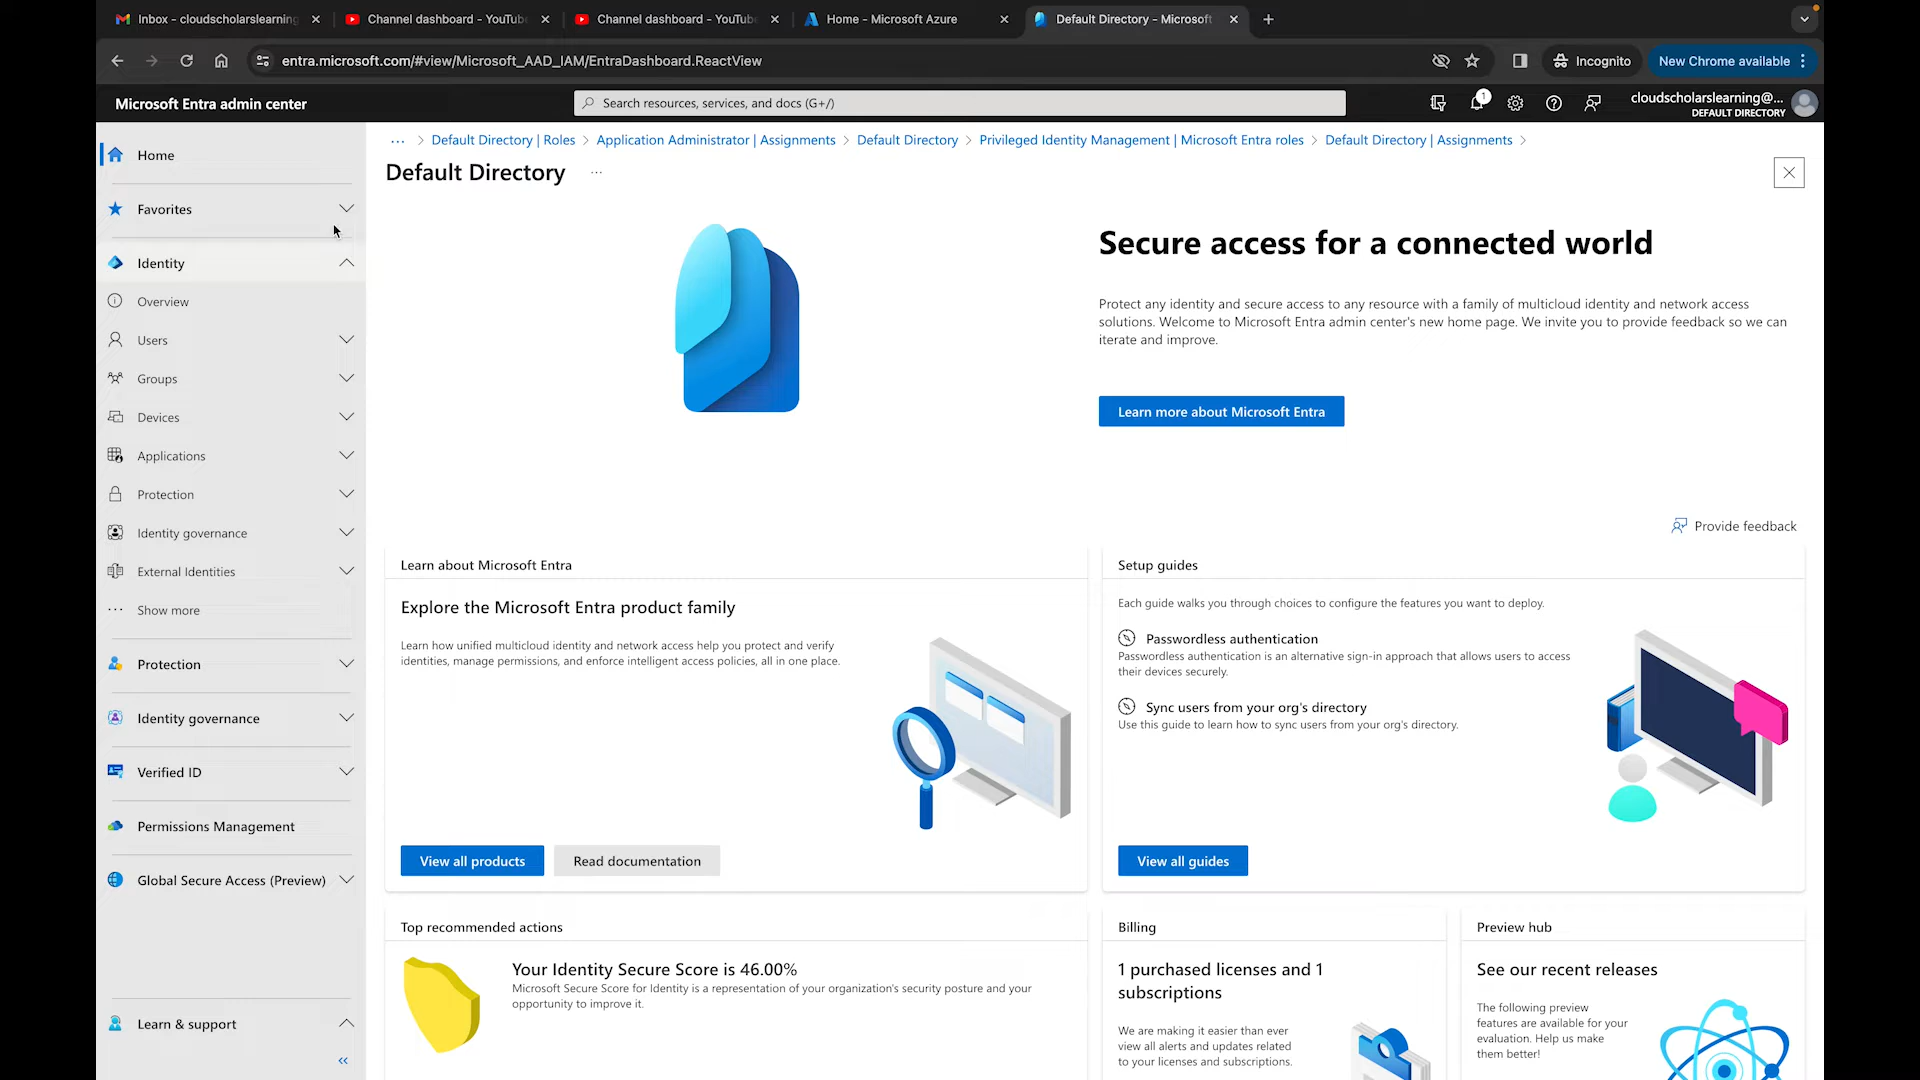 Inbox - cloudscholarslearning
Channel dashboard - YouTube
Channel dashboard - YouTube
Home - Microsoft Azure
Default Directory - Microsoft
entra.microsoft.com/#view/Microsoft_AAD_IAM/EntraDashboard.ReactView
Incognito
New Chrome available
Microsoft Entra admin center
Search resources, services, and docs (G+/)
1
cloudscholarslearning@...
DEFAULT DIRECTORY
Home
Favorites
Identity
Overview
Users
Groups
Devices
Applications
Protection
Identity governance
External Identities
Show more
Protection
Identity governance
Verified ID
Permissions Management
Global Secure Access (Preview)
Learn & support
... > Default Directory | Roles > Application Administrator | Assignments > Default Directory > Privileged Identity Management | Microsoft Entra roles > Default Directory | Assignments >
Default Directory ...
Secure access for a connected world
Protect any identity and secure access to any resource with a family of multicloud identity and network access
solutions. Welcome to Microsoft Entra admin center's new home page. We invite you to provide feedback so we can
iterate and improve.
Learn more about Microsoft Entra
Provide feedback
Learn about Microsoft Entra
Explore the Microsoft Entra product family
Learn how unified multicloud identity and network access help you protect and verify
identities, manage permissions, and enforce intelligent access policies, all in one place.
View all products
Read documentation
Setup guides
Each guide walks you through choices to configure the features you want to deploy.
Passwordless authentication
Passwordless authentication is an alternative sign-in approach that allows users to access
their devices securely.
Sync users from your org's directory
Use this guide to learn how to sync users from your org's directory.
View all guides
Top recommended actions
Your Identity Secure Score is 46.00%
Microsoft Secure Score for Identity is a representation of your organization's security posture and your
opportunity to improve it.
Billing
1 purchased licenses and 1
subscriptions
We are making it easier than ever
view all alerts and updates related
to your licenses and subscriptions.
Preview hub
See our recent releases
The following preview
features are available for your
evaluation. Help us make
them better!